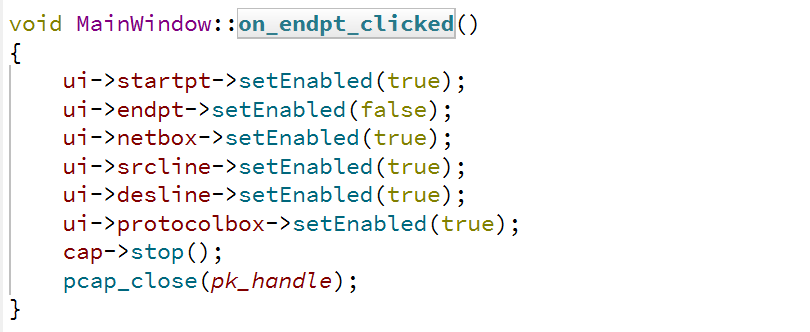 void MainWindow::on_endpt_clicked()
{
    ui->startpt->setEnabled(true);
    ui->endpt->setEnabled(false);
    ui->netbox->setEnabled(true);
    ui->srcline->setEnabled(true);
    ui->desline->setEnabled(true);
    ui->protocolbox->setEnabled(true);
    cap->stop();
    pcap_close(pk_handle);
}